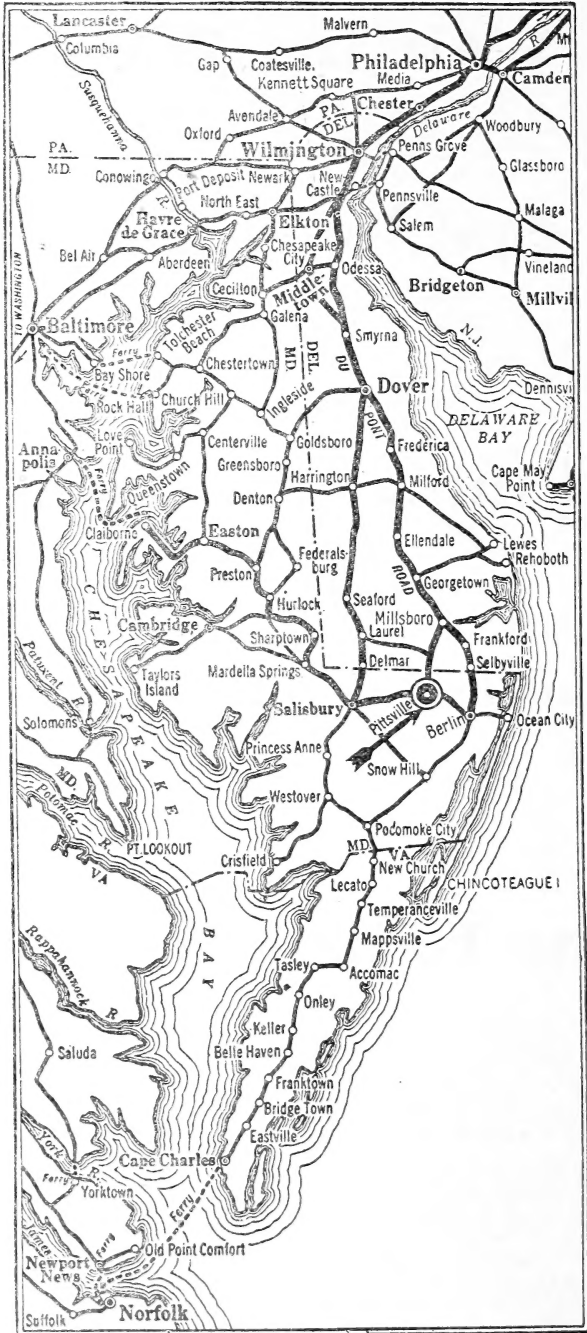 Lancaster
Columbia
Malvern
Gap
Coatesville
Philadelphia
Kennett Square
Media
Camden
Susquehanna
R
Avondale
PA.
DEL
Chester
R
Delaware
Woodbury
Oxford
Wilmington
Penns Grove
PA.
MD.
Conowingo
Port Deposit
Newark
New Castle
Pennsville
Glassboro
R
Havre de Grace
North East
Elkton
Salem
Malaga
Chesapeake City
Bel Air
Aberdeen
Odessa
Vineland
Bridgeton
Cecilton
Middletown
Millvil
TO WASHINGTON
Galena
Baltimore
Ferry
Tolchester Beach
Smyrna
N.J.
MD.
DEL.
Chestertown
DU PONT ROAD
Bay Shore
Dover
Dennisvi
Rock Hall
Church Hill
Ingleside
DELAWARE BAY
Love Point
Centerville
Goldsboro
Frederica
Annapolis
Greensboro
Ferry
Queenstown
Harrington
Milford
Cape May Point
Denton
Claiborne
Easton
Ellendale
Lewes
Federalsburg
Rehoboth
Preston
Georgetown
Hurlock
Seaford
Millsboro
Cambridge
Laurel
Sharptown
Frankford
Taylors Island
Mardella Springs
Delmar
Selbyville
Patuxent R
Solomons
Salisbury
Pittsville
Berlin
Ocean City
CHESAPEAKE BAY
Princess Anne
Snow Hill
MD.
Potomac R.
VA
Westover
Pocomoke City
PT. LOOKOUT
MD.
VA.
Crisfield
New Church
Lecato
CHINCOTEAGUE I
Temperanceville
Rappahannock R
Mappsville
Tasley
Accomac
Onley
Keller
Saluda
Belle Haven
Franktown
Bridge Town
Eastville
York R
Cape Charles
Ferry
Yorktown
Ferry
James
Ferry
Old Point Comfort
Newport News
Norfolk
Suffolk